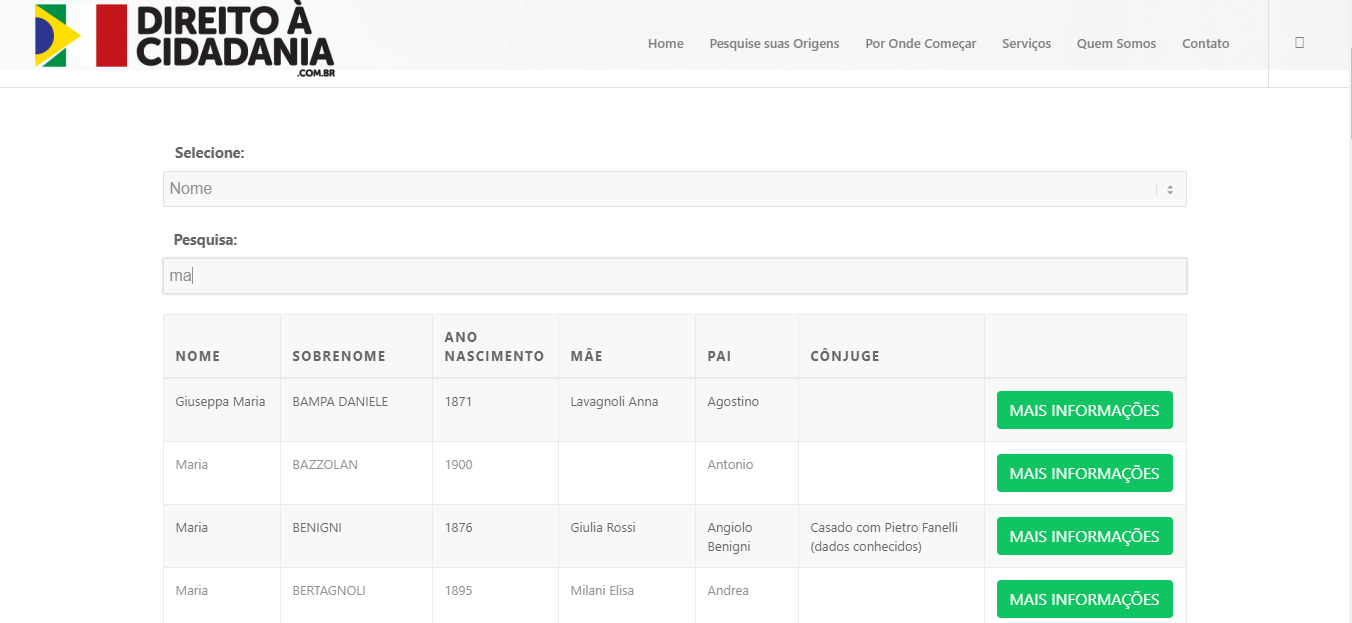 DIREITO À
CIDADANIA
.COM.BR
Home Pesquise suas Origens Por Onde Começar Serviços Quem Somos Contato
Selecione:
Nome
Pesquisa:
ma
NOME SOBRENOME ANO NASCIMENTO MÃE PAI CÔNJUGE
Giuseppa Maria BAMPA DANIELE 1871 Lavagnoli Anna Agostino MAIS INFORMAÇÕES
Maria BAZZOLAN 1900 Antonio MAIS INFORMAÇÕES
Maria BENIGNI 1876 Giulia Rossi Angiolo Benigni Casado com Pietro Fanelli (dados conhecidos) MAIS INFORMAÇÕES
Maria BERTAGNOLI 1895 Milani Elisa Andrea MAIS INFORMAÇÕES